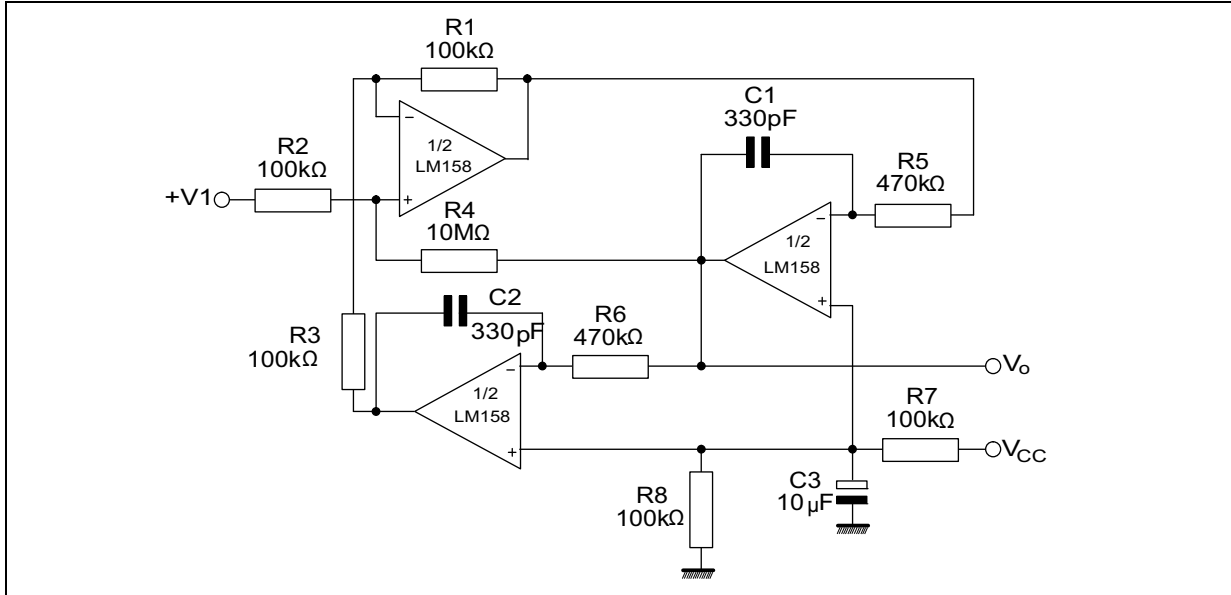 R1
100kΩ
C1
330pF
1/2
LM158
R2
100kΩ
R5
470kΩ
+V1
R4
10MΩ
1/2
LM158
C2
330pF
R6
470kΩ
R3
100kΩ
Vo
1/2
LM158
R7
100kΩ
VCC
C3
10µF
R8
100kΩ